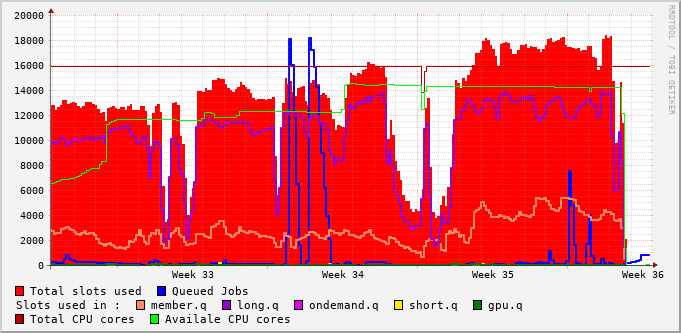 20000
18000
16000
14000
12000
10000
8000
6000
4000
2000
0
Week 33 Week 34 Week 35 Week 36
RRDTOOL / TOBI OETIKER
Total slots used Queued Jobs
Slots used in : member.q long.q ondemand.q short.q gpu.q
Total CPU cores Availale CPU cores